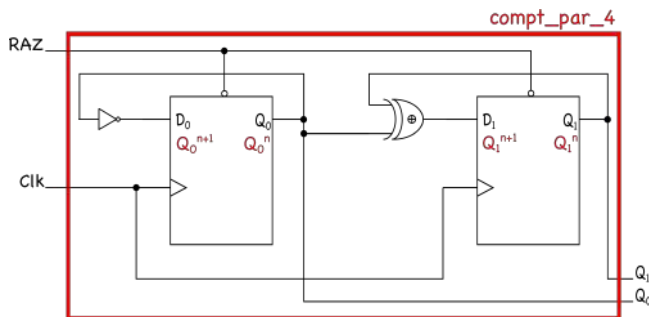 compt_par_4
RAZ
D₀ Q₀ D₁ Q₁
Q₀ⁿ⁺¹ Q₀ⁿ Q₁ⁿ⁺¹ Q₁ⁿ
Clk
Q₁
Q₀